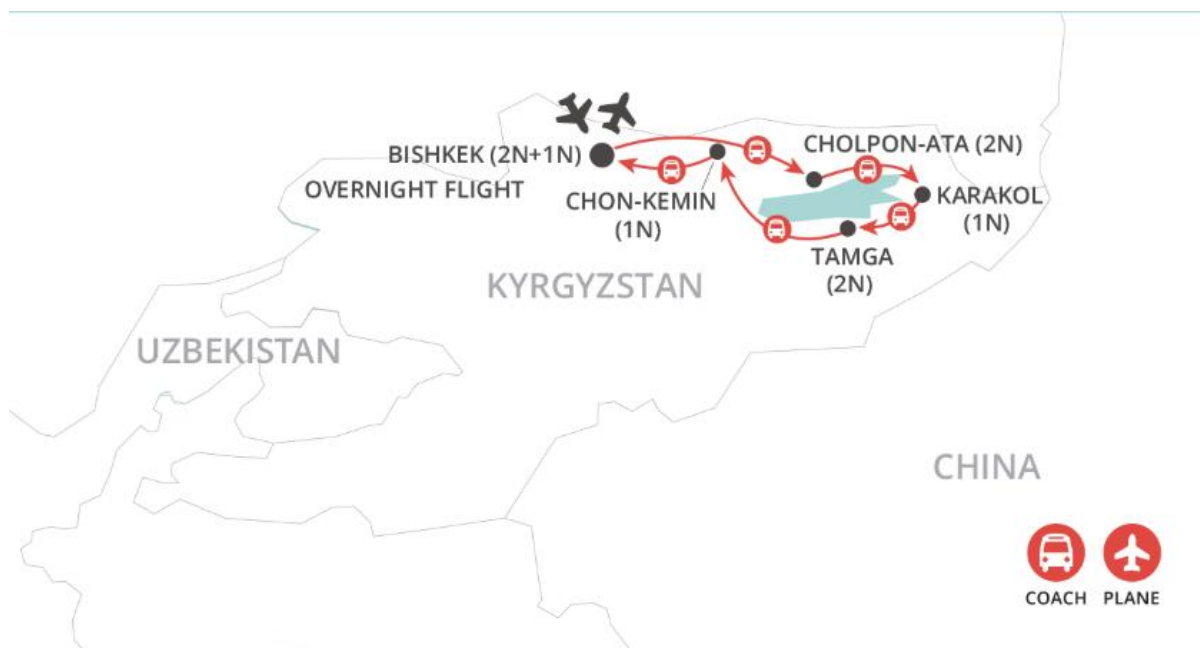 BISHKEK (2N+1N)
OVERNIGHT FLIGHT
CHON-KEMIN
(1N)
CHOLPON-ATA (2N)
KARAKOL
(1N)
TAMGA
(2N)
KYRGYZSTAN
UZBEKISTAN
CHINA
COACH PLANE